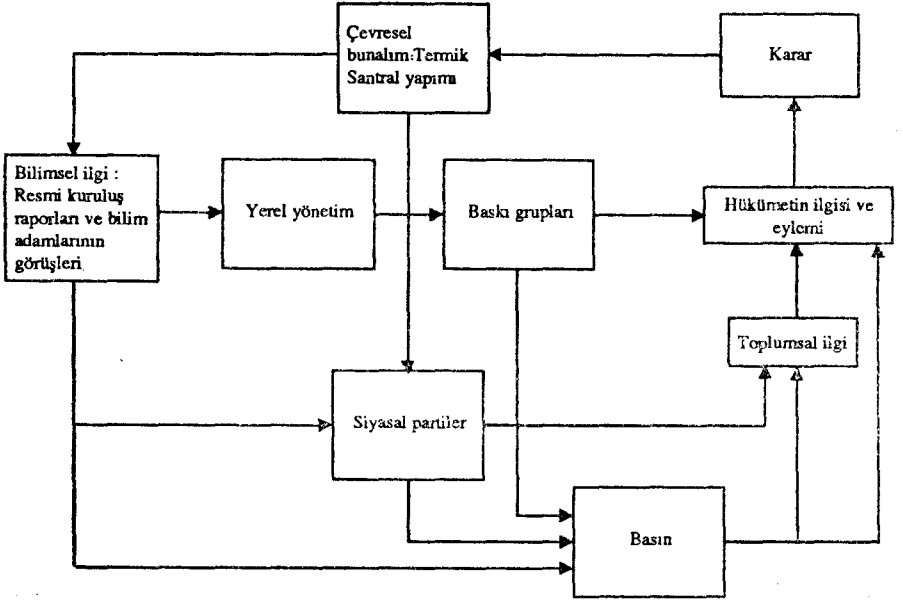 Çevresel
bunalım:Termik
Santral yapımı
Karar
Bilimsel ilgi :
Resmi kuruluş
raporları ve bilim
adamlarının
görüşleri
Yerel yönetim
Baskı grupları
Hükümetin ilgisi ve
eylemi
Toplumsal ilgi
Siyasal partiler
Basın